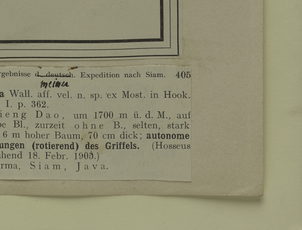 rgebnisse d. deutsch. Expedition nach Siam. 405
meiner
a Wall. aff. vel. n. sp. ex Most. in Hook.
I. p. 362.
ieng Dao, um 1700 m ü. d. M., auf
e Bl., zurzeit ohne B., selten, stark
6 m hoher Baum, 70 cm dick; autonome
ungen (rotierend) des Griffels. (Hosseus
hend 18. Febr. 1905.)
rma, Siam, Java.